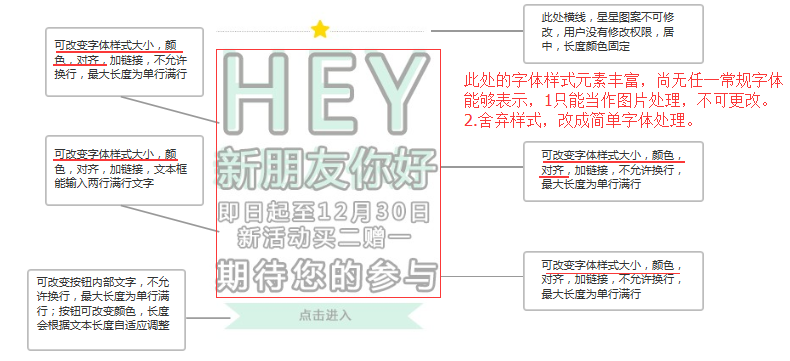 此处横线，星星图案不可修
改，用户没有修改权限，居
中，长度颜色固定
可改变字体样式大小，颜
色，对齐，加链接，不允许
换行，最大长度为单行满行
HEY
此处的字体样式元素丰富，尚无任一常规字体
能够表示，1只能当作图片处理，不可更改。
2.舍弃样式，改成简单字体处理。
可改变字体样式大小，颜
色，对齐，加链接，文本框
能输入两行满行文字
新朋友你好
可改变字体样式大小，颜色，
对齐，加链接，不允许换行，
最大长度为单行满行
即日起至12月30日
新活动买二赠一
期待您的参与
可改变字体样式大小，颜色，
对齐，加链接，不允许换行，
最大长度为单行满行
可改变按钮内部文字，不允
许换行，最大长度为单行满
行；按钮可改变颜色，长度
会根据文本长度自适应调整
点击进入